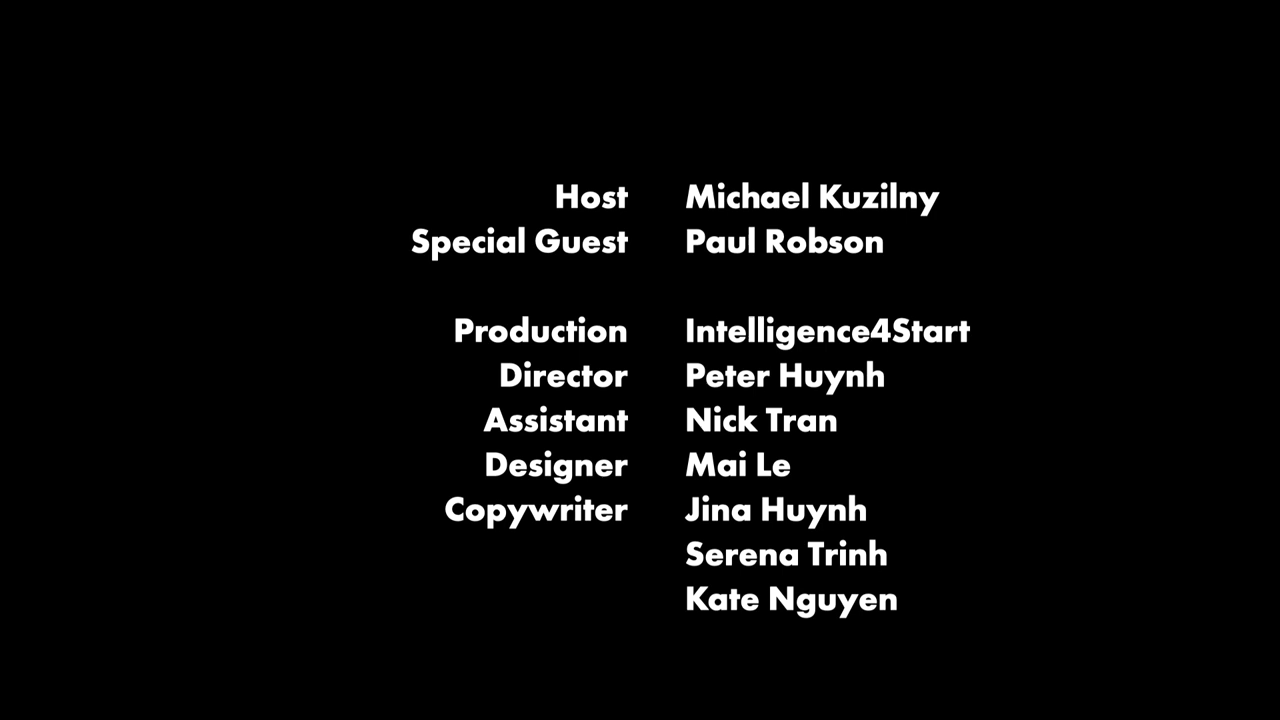 Host Michael Kuzilny
Special Guest Paul Robson
Production Intelligence4Start
Director Peter Huynh
Assistant Nick Tran
Designer Mai Le
Copywriter Jina Huynh
Serena Trinh
Kate Nguyen